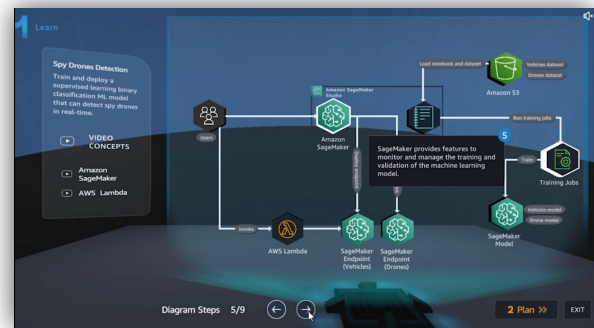 1
Learn
Spy Drones Detection
Train and deploy a
supervised learning binary
classification ML model
that can detect spy drones
in real-time.
VIDEO
CONCEPTS
Amazon
SageMaker
AWS Lambda
Users
Amazon SageMaker
Studio
Amazon
SageMaker
Load notebook and dataset
Vehicles dataset
Drones dataset
Amazon S3
Run training jobs
5
SageMaker provides features to
monitor and manage the training and
validation of the machine learning
model.
Train
Training Jobs
Vehicles model
Drone model
SageMaker
Model
Deploy endpoint
Invoke
AWS Lambda
SageMaker
Endpoint
(Vehicles)
SageMaker
Endpoint
(Drones)
Diagram Steps 5/9
2 Plan
EXIT